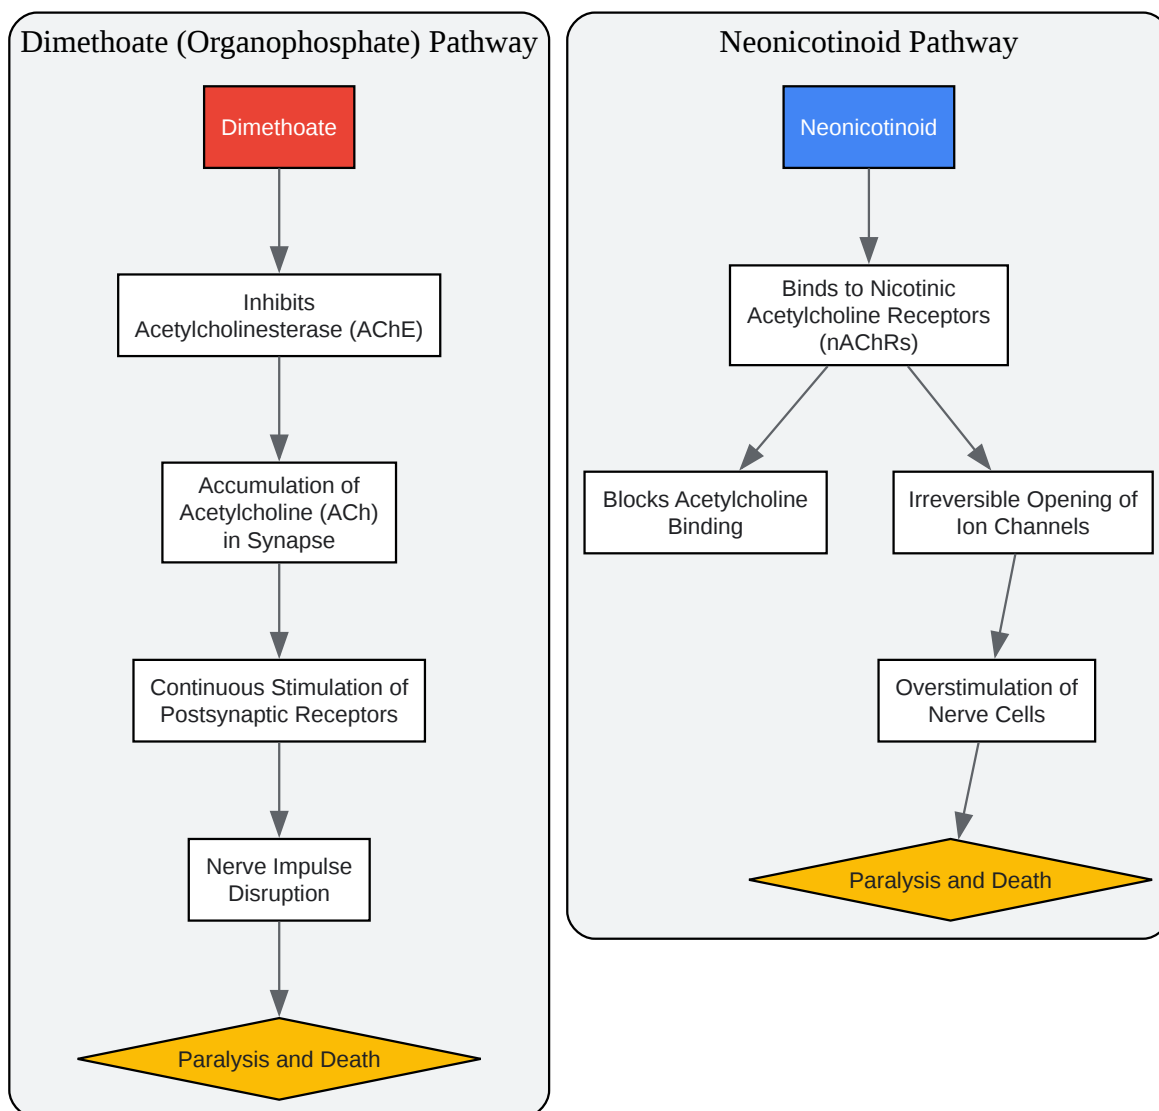 Dimethoate (Organophosphate) Pathway
Dimethoate
Inhibits
Acetylcholinesterase (AChE)
Accumulation of
Acetylcholine (ACh)
in Synapse
Continuous Stimulation of
Postsynaptic Receptors
Nerve Impulse
Disruption
Paralysis and Death
Neonicotinoid Pathway
Neonicotinoid
Binds to Nicotinic
Acetylcholine Receptors
(nAChRs)
Blocks Acetylcholine
Binding
Irreversible Opening of
Ion Channels
Overstimulation of
Nerve Cells
Paralysis and Death